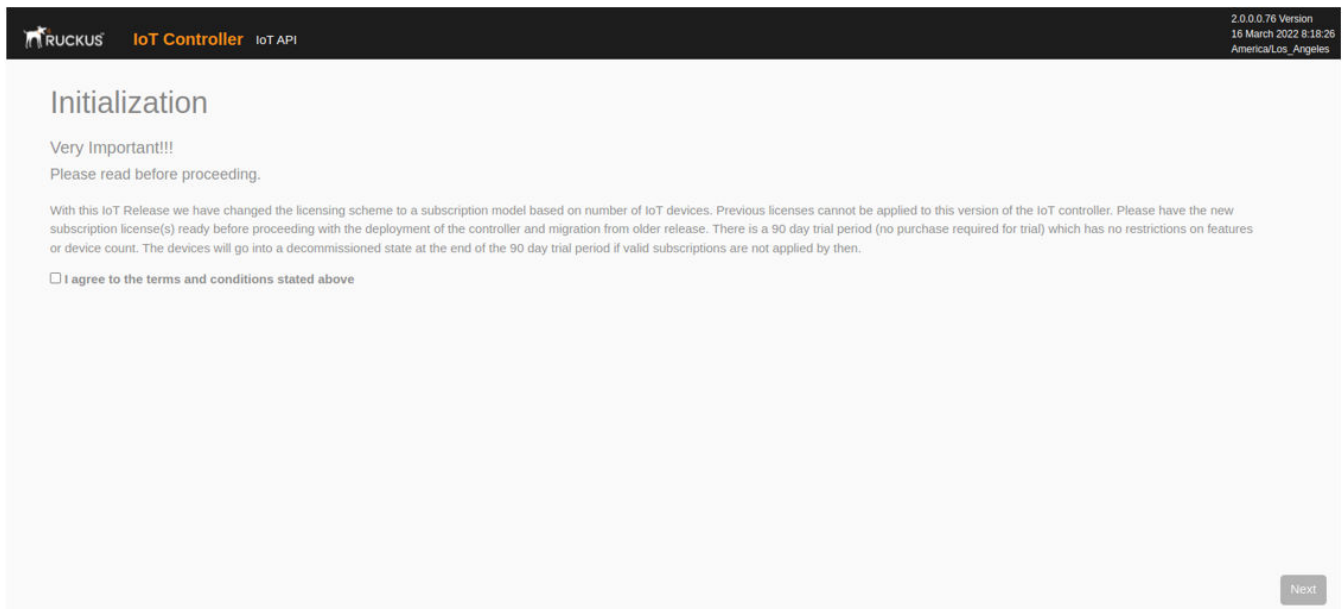 RUCKUS IoT Controller IoT API
2.0.0.0.76 Version
16 March 2022 8:18:26
America/Los_Angeles
Initialization
Very Important!!!
Please read before proceeding.
With this IoT Release we have changed the licensing scheme to a subscription model based on number of IoT devices. Previous licenses cannot be applied to this version of the IoT controller. Please have the new
subscription license(s) ready before proceeding with the deployment of the controller and migration from older release. There is a 90 day trial period (no purchase required for trial) which has no restrictions on features
or device count. The devices will go into a decommissioned state at the end of the 90 day trial period if valid subscriptions are not applied by then.
I agree to the terms and conditions stated above
Next